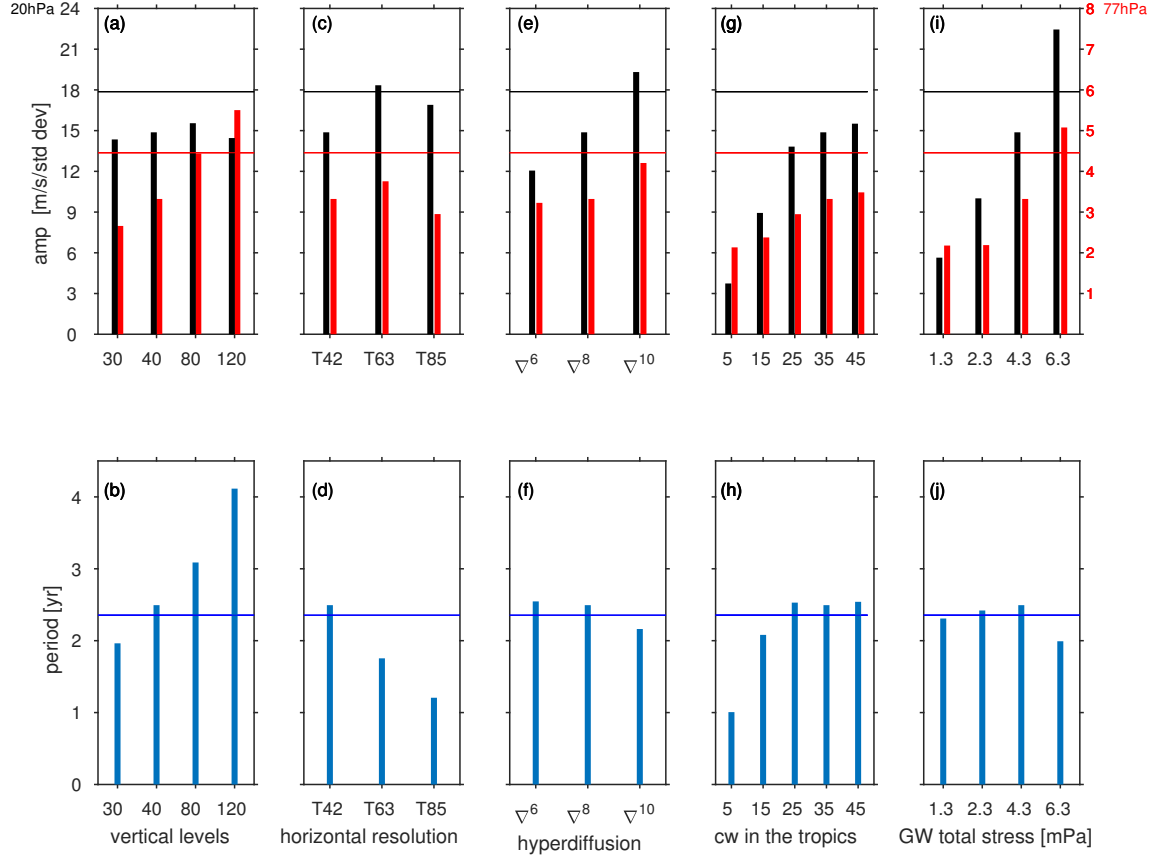 20hPa
24
21
18
15
12
9
6
3
0
amp [m/s/std dev]
(a)
(c)
(e)
(g)
(i)
8 77hPa
7
6
5
4
3
2
1
30 40 80 120
T42 T63 T85
∇6 ∇8 ∇10
5 15 25 35 45
1.3 2.3 4.3 6.3
4
3
2
1
0
period [yr]
(b)
(d)
(f)
(h)
(j)
30 40 80 120
T42 T63 T85
∇6 ∇8 ∇10
5 15 25 35 45
1.3 2.3 4.3 6.3
vertical levels
horizontal resolution
hyperdiffusion
cw in the tropics
GW total stress [mPa]